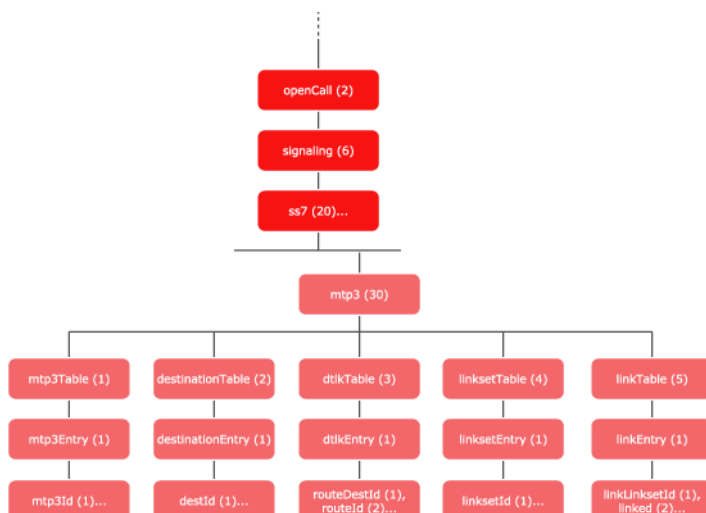 openCall (2)
signaling (6)
ss7 (20)...
mtp3 (30)
mtp3Table (1)
destinationTable (2)
dtlkTable (3)
linksetTable (4)
linkTable (5)
mtp3Entry (1)
destinationEntry (1)
dtlkEntry (1)
linksetEntry (1)
linkEntry (1)
mtp3Id (1)...
destId (1)...
routeDestId (1),
routeId (2)...
linksetId (1)...
linkLinksetId (1),
linked (2)...